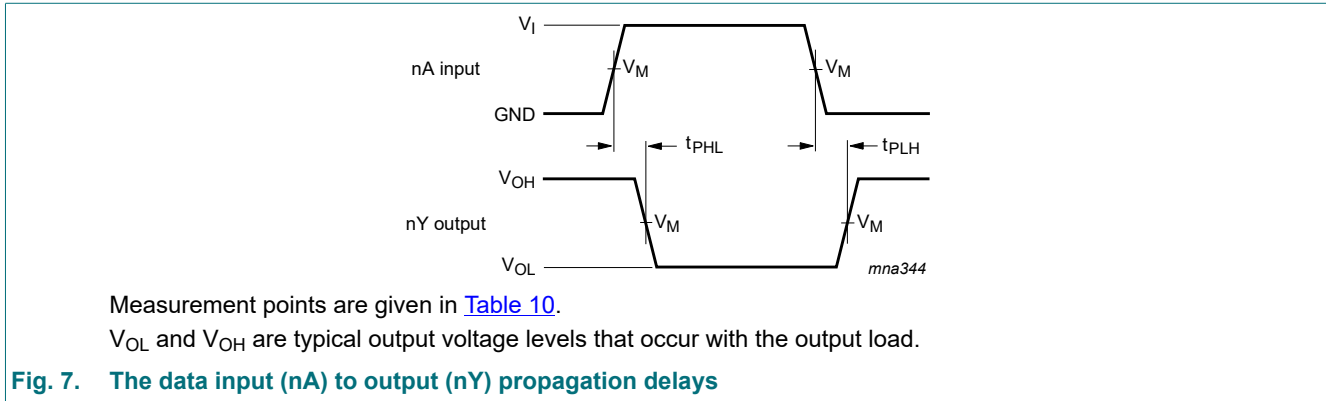 V_I
nA input V_M V_M
GND
t_PHL t_PLH
V_OH
nY output V_M V_M
V_OL mna344
Measurement points are given in Table 10.
V_OL and V_OH are typical output voltage levels that occur with the output load.
Fig. 7. The data input (nA) to output (nY) propagation delays